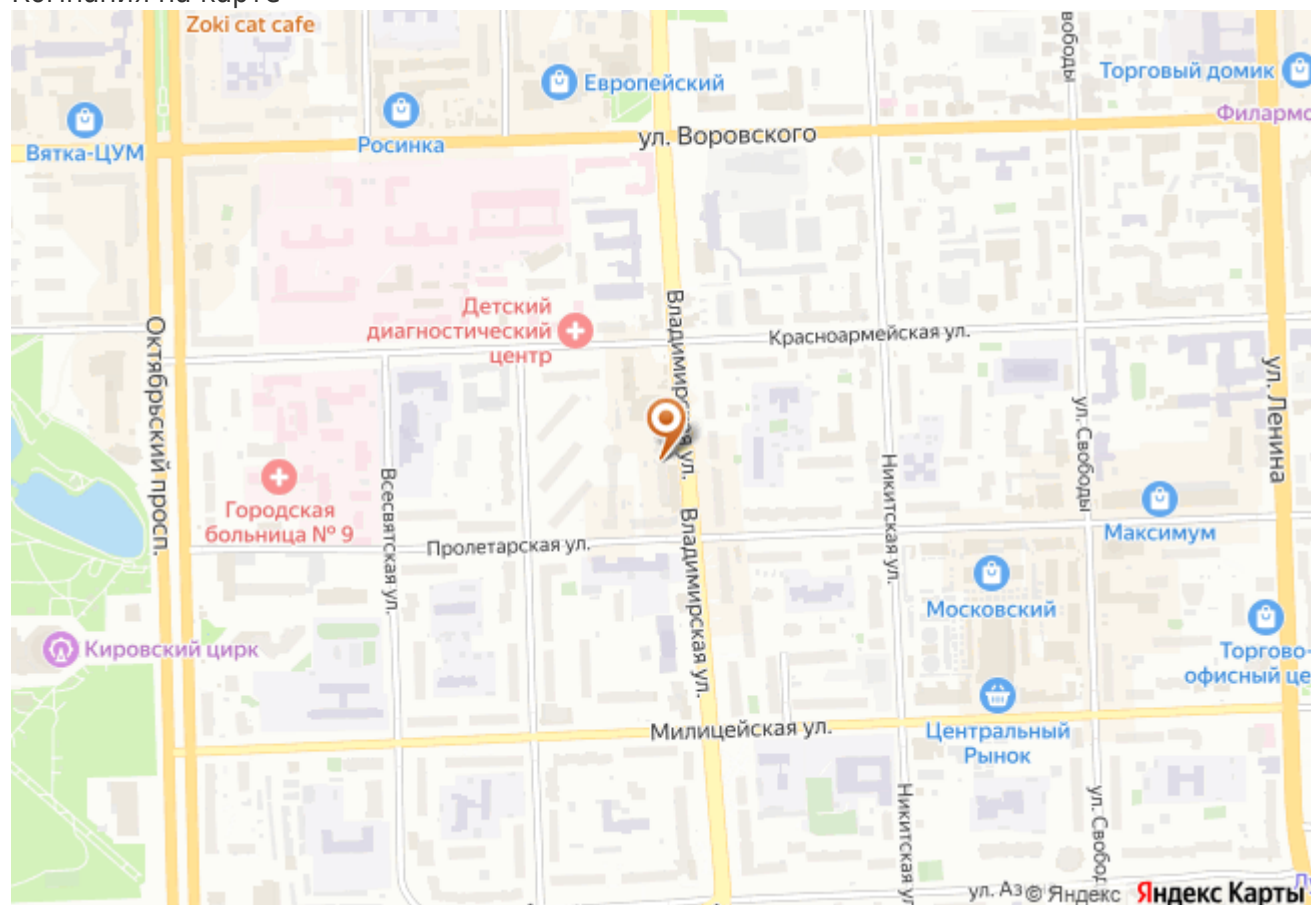 Компания на карте
Zoki cat cafe
Европейский
Торговый домик
Филармо
Вятка-ЦУМ
Росинка
ул. Воровского
вободы
Детский
диагностический
центр
Владимирская ул.
Красноармейская ул.
Октябрьский просп.
ул. Ленина
ул. Свободы
Городская
больница № 9
Всесвятская ул.
Никитская ул.
Максимум
Пролетарская ул.
Владимирская ул.
Московский
Кировский цирк
Торгово-
офисный це
Милицейская ул.
Центральный
Рынок
Никитская ул
ул. Свобод
ул. Аз
© Яндекс Яндекс Карты